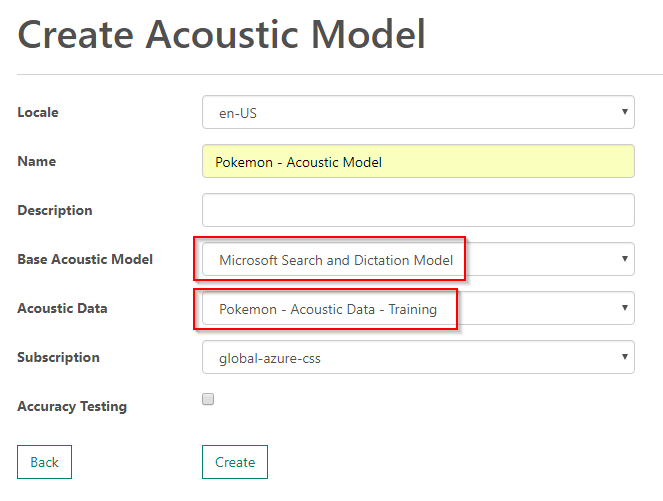 Create Acoustic Model
Locale en-US
Name Pokemon - Acoustic Model
Description
Base Acoustic Model Microsoft Search and Dictation Model
Acoustic Data Pokemon - Acoustic Data - Training
Subscription global-azure-css
Accuracy Testing
Back Create